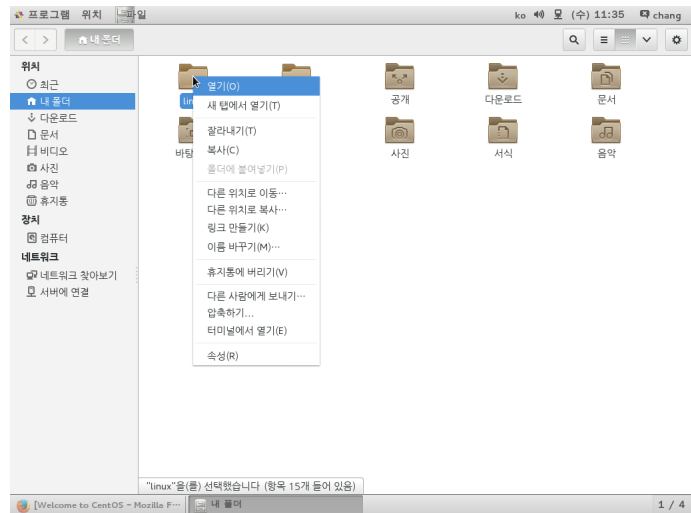 프로그램 위치 파일 ko (수) 11:35 chang
내 폴더
위치
최근
내 폴더
다운로드
문서
비디오
사진
음악
휴지통
장치
컴퓨터
네트워크
네트워크 찾아보기
서버에 연결
공개 다운로드 문서
사진 서식 음악
열기(O)
새 탭에서 열기(T)
잘라내기(T)
복사(C)
폴더에 붙여넣기(P)
다른 위치로 이동…
다른 위치로 복사…
링크 만들기(K)
이름 바꾸기(M)…
휴지통에 버리기(V)
다른 사람에게 보내기…
압축하기...
터미널에서 열기(E)
속성(R)
"linux"을(를) 선택했습니다 (항목 15개 들어 있음)
[Welcome to CentOS – Mozilla F… 내 폴더 1 / 4